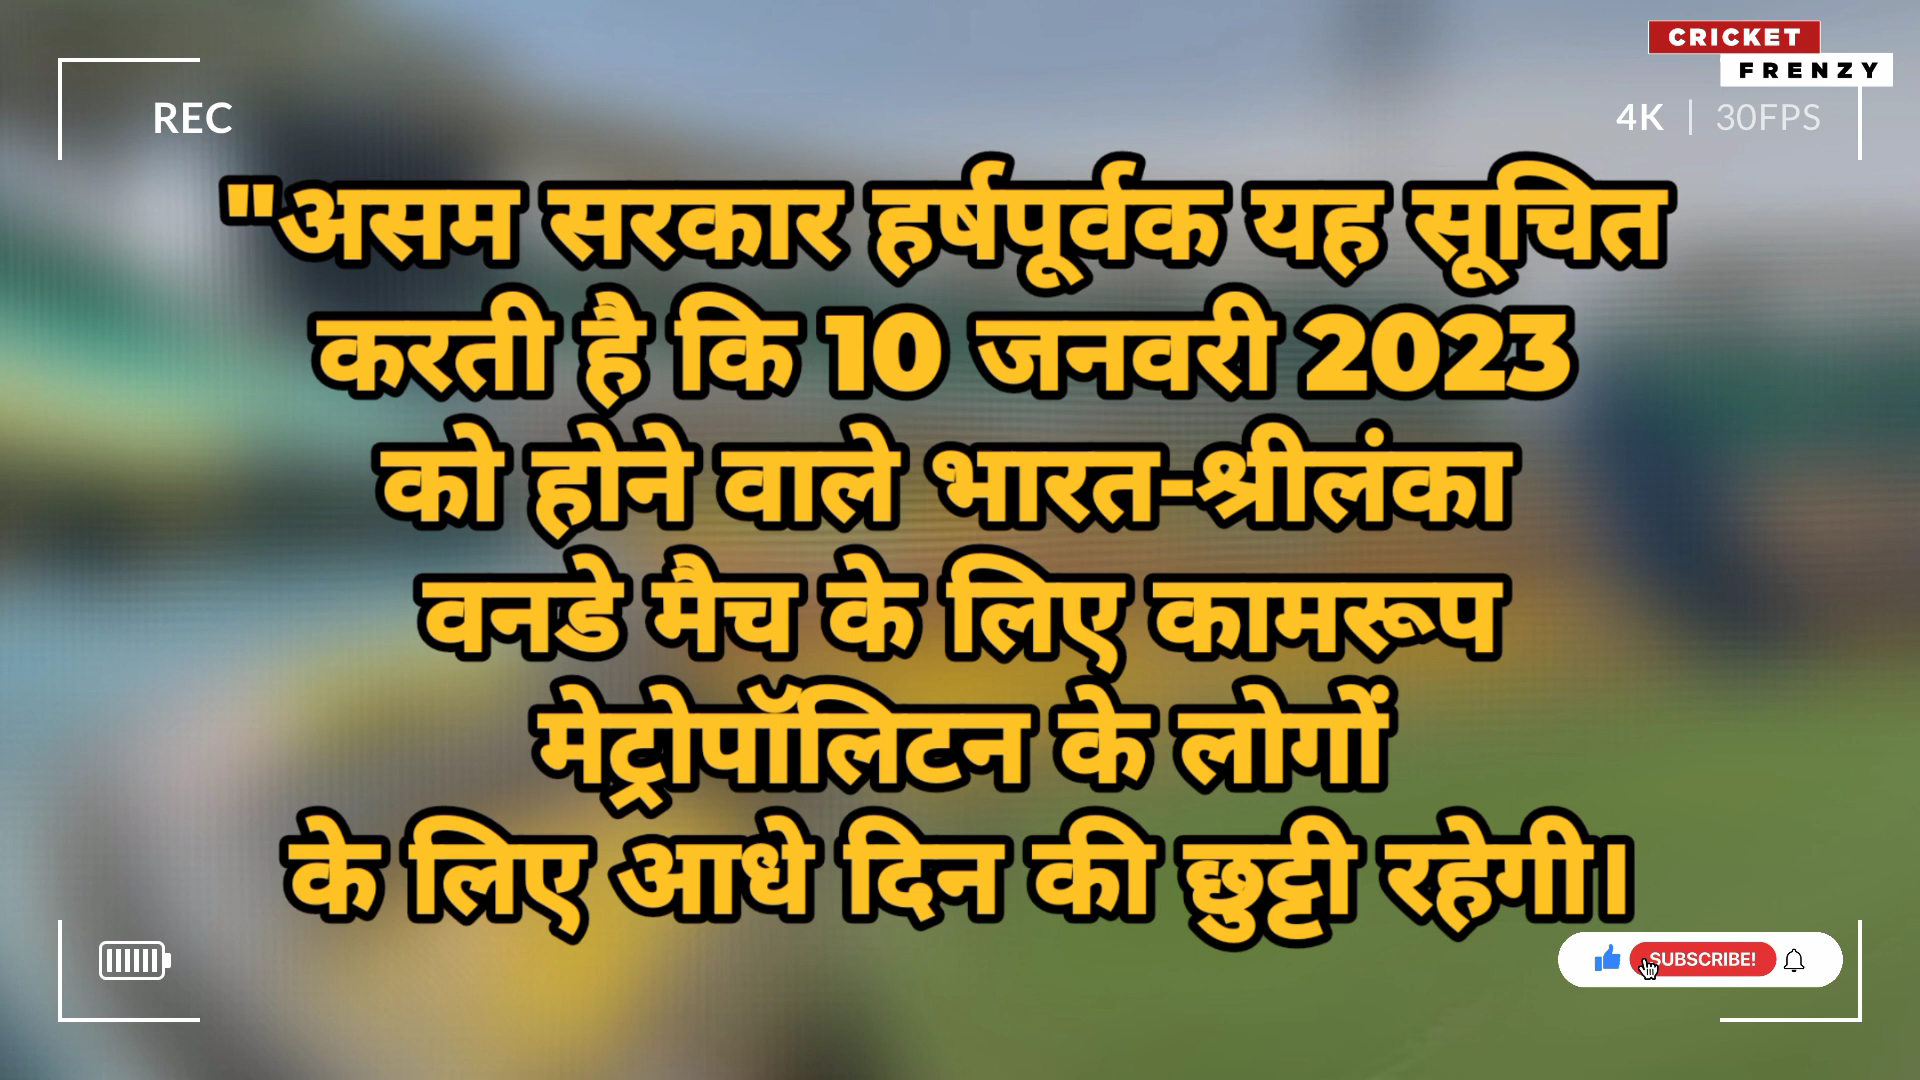 CRICKET
FRENZY
REC
4K | 30FPS
"असम सरकार हर्षपूर्वक यह सूचित
करती है कि 10 जनवरी 2023
को होने वाले भारत-श्रीलंका
वनडे मैच के लिए कामरूप
मेट्रोपॉलिटन के लोगों
के लिए आधे दिन की छुट्टी रहेगी।
SUBSCRIBE!